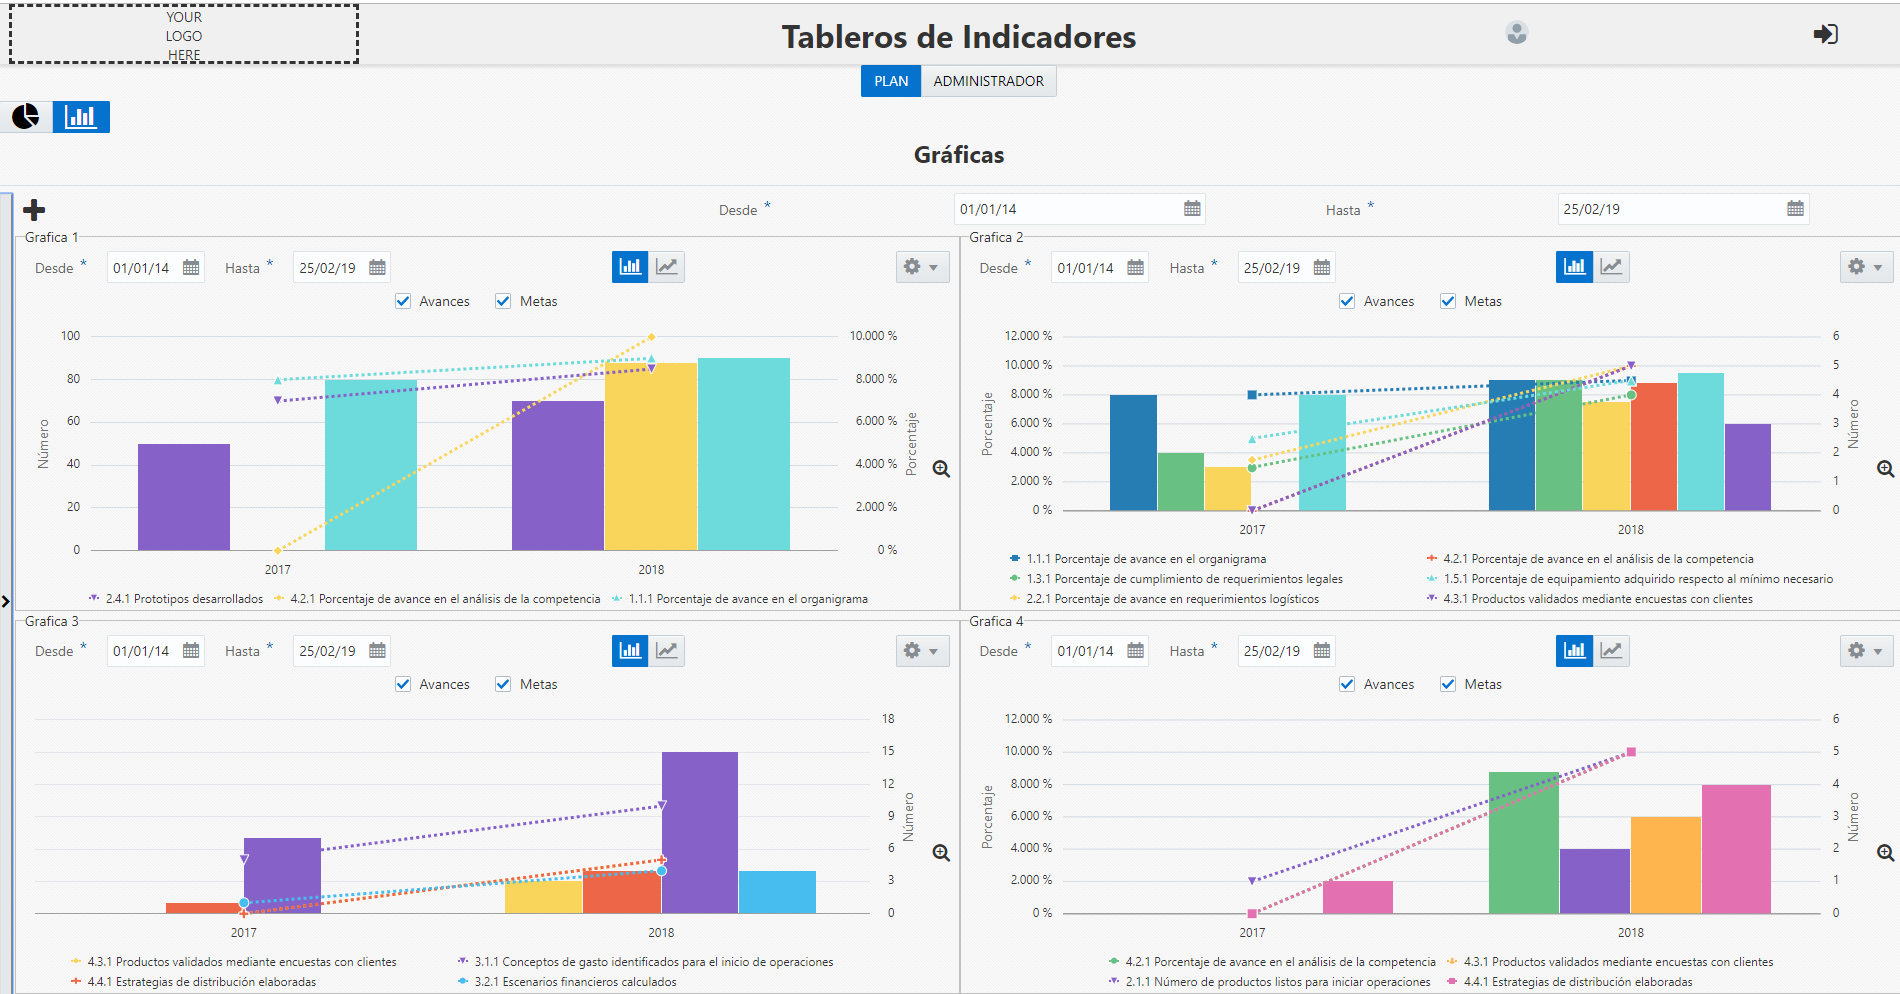 YOUR
LOGO
HERE
Tableros de Indicadores
PLAN ADMINISTRADOR
Gráficas
Desde * 01/01/14 Hasta * 25/02/19
Grafica 1
Desde * 01/01/14 Hasta * 25/02/19
Avances Metas
100 10.000 %
80 8.000 %
60 6.000 %
40 4.000 %
20 2.000 %
0 0 %
Número
Porcentaje
2017 2018
2.4.1 Prototipos desarrollados 4.2.1 Porcentaje de avance en el análisis de la competencia 1.1.1 Porcentaje de avance en el organigrama
Grafica 2
Desde * 01/01/14 Hasta * 25/02/19
Avances Metas
12.000 % 6
10.000 % 5
8.000 % 4
6.000 % 3
4.000 % 2
2.000 % 1
0 % 0
Porcentaje
Número
2017 2018
1.1.1 Porcentaje de avance en el organigrama 4.2.1 Porcentaje de avance en el análisis de la competencia
1.3.1 Porcentaje de cumplimiento de requerimientos legales 1.5.1 Porcentaje de equipamiento adquirido respecto al mínimo necesario
2.2.1 Porcentaje de avance en requerimientos logísticos 4.3.1 Productos validados mediante encuestas con clientes
Grafica 3
Desde * 01/01/14 Hasta * 25/02/19
Avances Metas
18
15
12
9
6
3
0
Número
2017 2018
4.3.1 Productos validados mediante encuestas con clientes 3.1.1 Conceptos de gasto identificados para el inicio de operaciones
4.4.1 Estrategias de distribución elaboradas 3.2.1 Escenarios financieros calculados
Grafica 4
Desde * 01/01/14 Hasta * 25/02/19
Avances Metas
12.000 % 6
10.000 % 5
8.000 % 4
6.000 % 3
4.000 % 2
2.000 % 1
0 % 0
Porcentaje
Número
2017 2018
4.2.1 Porcentaje de avance en el análisis de la competencia 4.3.1 Productos validados mediante encuestas con clientes
2.1.1 Número de productos listos para iniciar operaciones 4.4.1 Estrategias de distribución elaboradas